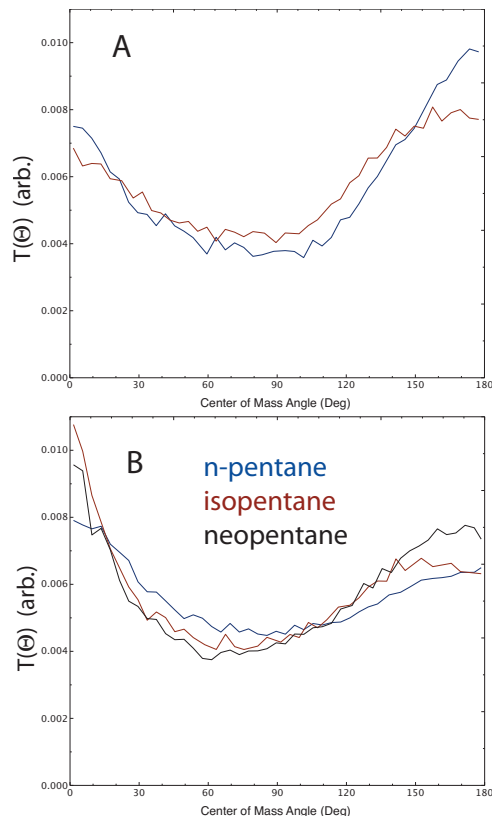 A
0.010
0.008
0.006
0.004
0.002
0.000
T(Θ) (arb.)
0 30 60 90 120 150 180
Center of Mass Angle (Deg)
B
n-pentane
isopentane
neopentane
0.010
0.008
0.006
0.004
0.002
0.000
T(Θ) (arb.)
0 30 60 90 120 150 180
Center of Mass Angle (Deg)